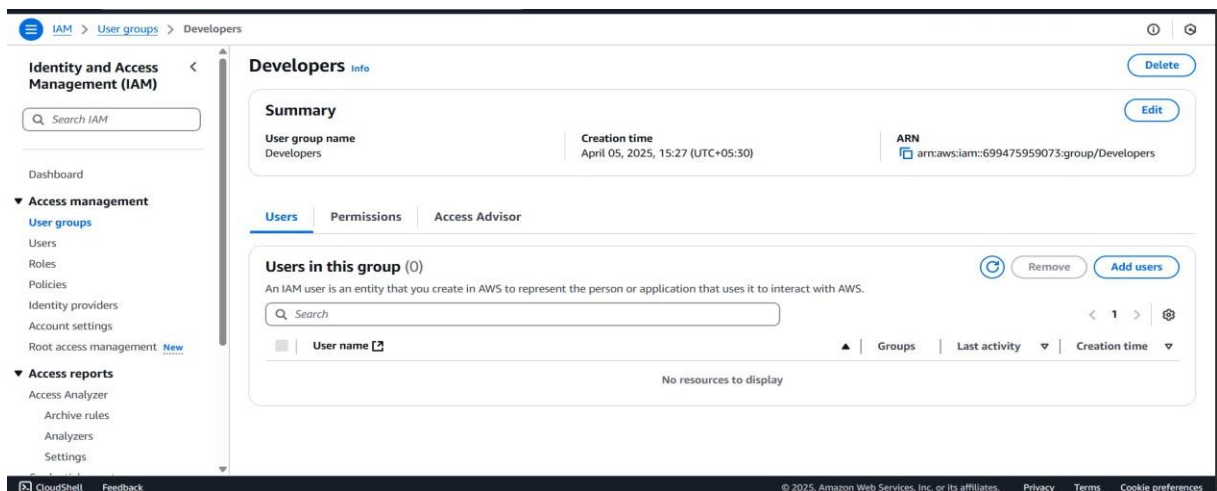 IAM > User groups > Developers
Identity and Access
Management (IAM)
Search IAM
Dashboard
Access management
User groups
Users
Roles
Policies
Identity providers
Account settings
Root access management New
Access reports
Access Analyzer
Archive rules
Analyzers
Settings
Developers Info
Delete
Summary
Edit
User group name
Developers
Creation time
April 05, 2025, 15:27 (UTC+05:30)
ARN
arn:aws:iam::699475959073:group/Developers
Users Permissions Access Advisor
Users in this group (0)
Remove Add users
An IAM user is an entity that you create in AWS to represent the person or application that uses it to interact with AWS.
Search
1
User name Groups Last activity Creation time
No resources to display
CloudShell Feedback © 2025, Amazon Web Services, Inc. or its affiliates. Privacy Terms Cookie preferences